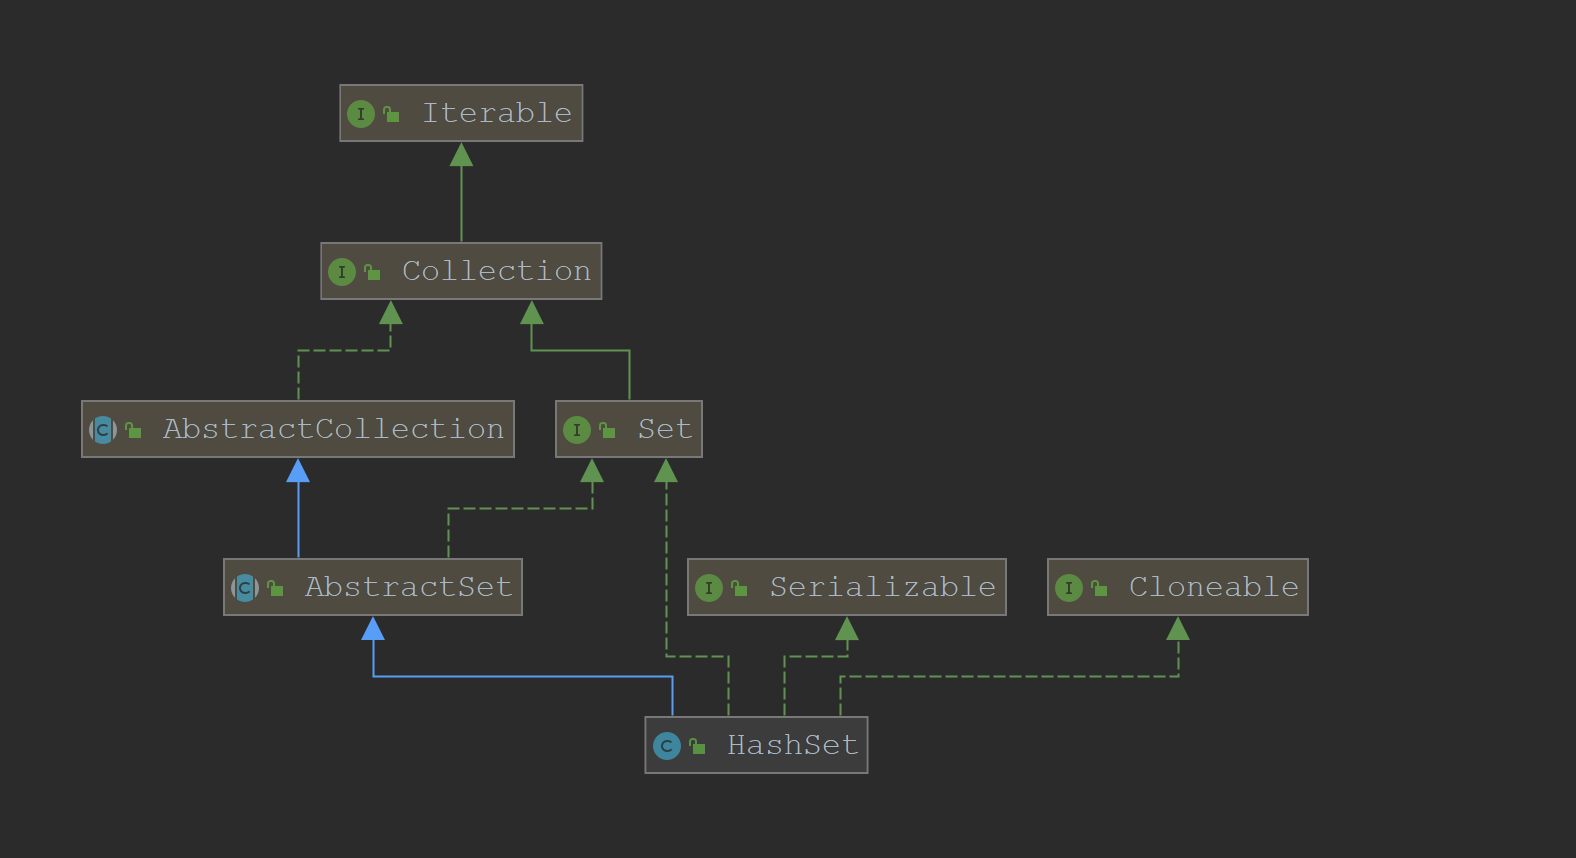 I Iterable
I Collection
C AbstractCollection
I Set
C AbstractSet
I Serializable
I Cloneable
C HashSet